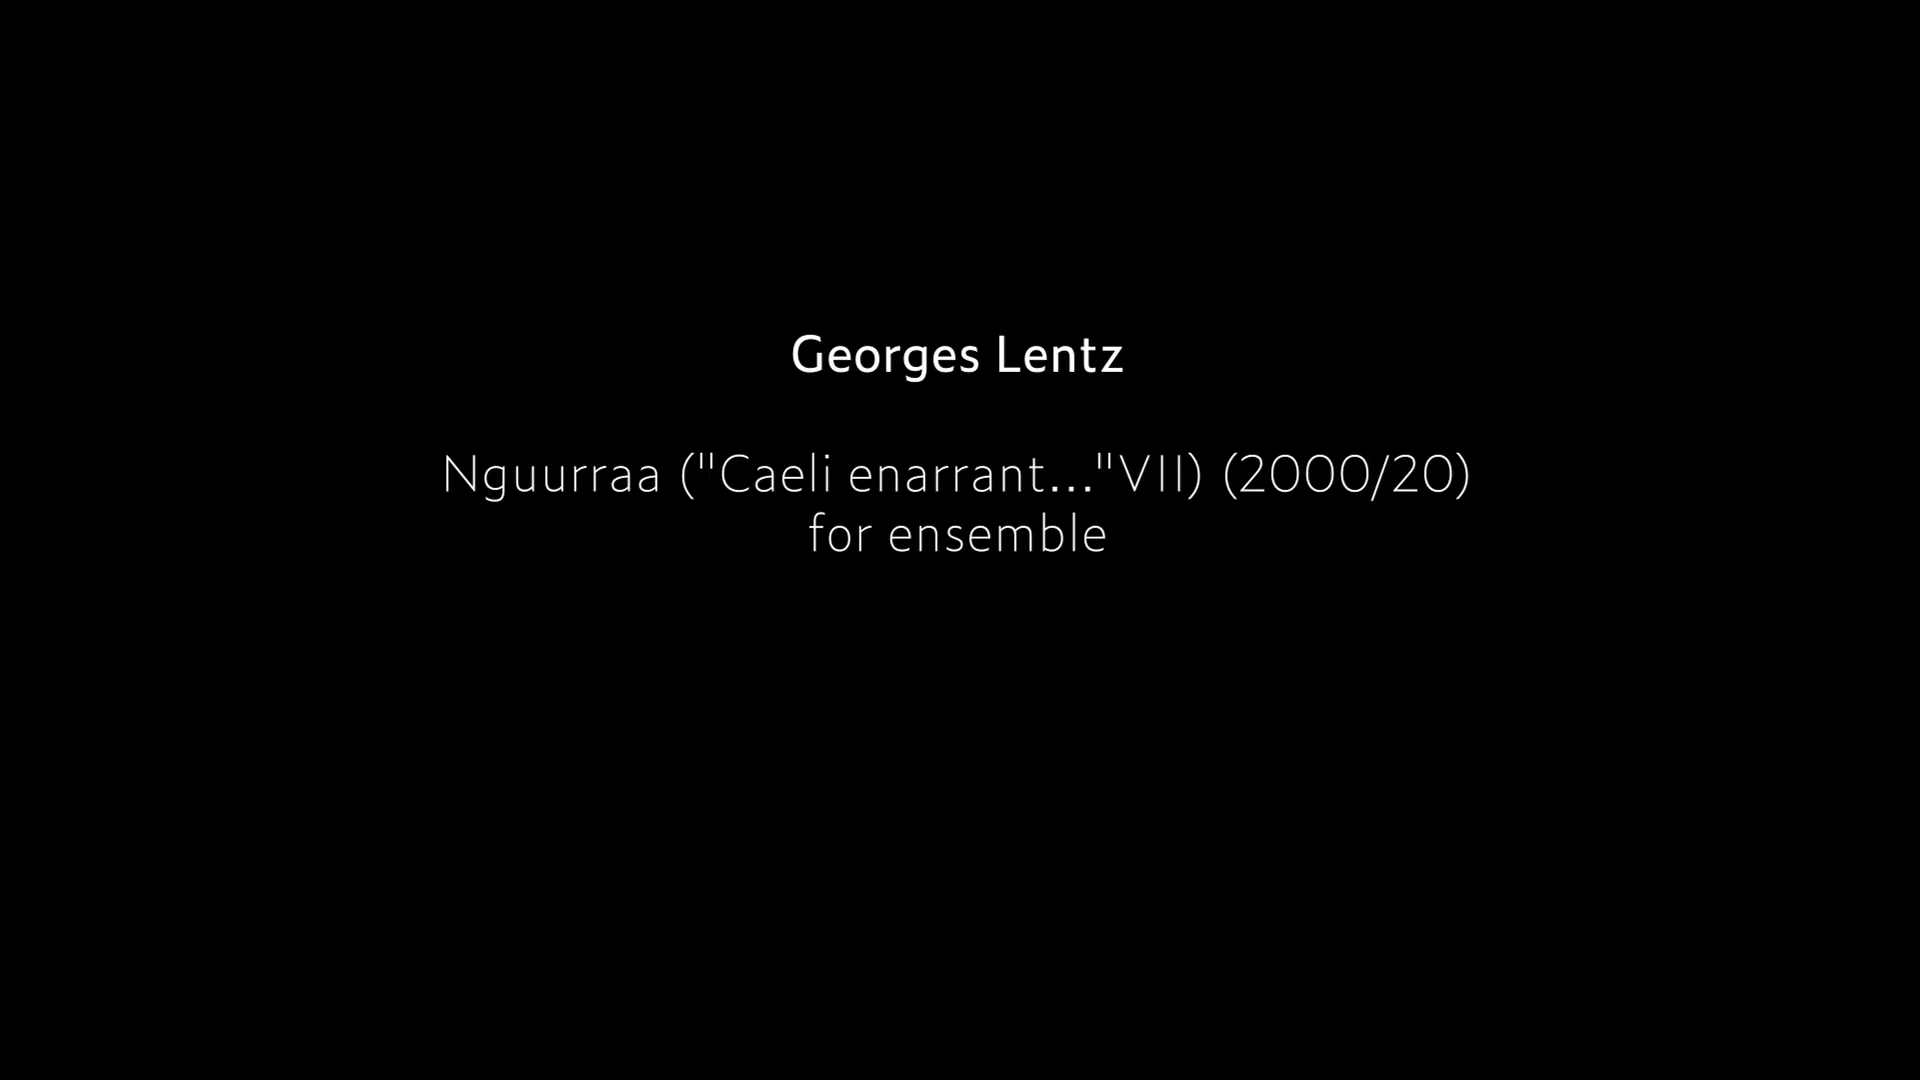 Georges Lentz
Nguurraa ("Caeli enarrant..."VII) (2000/20)
for ensemble